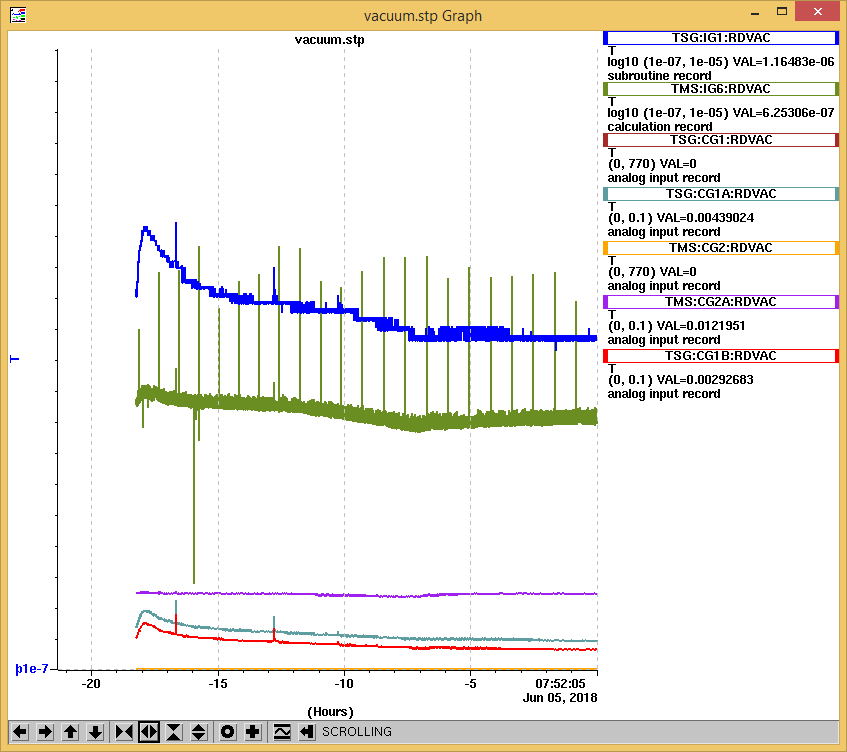 vacuum.stp Graph
vacuum.stp
TSG:IG1:RDVAC
T
log10 (1e-07, 1e-05) VAL=1.16483e-06
subroutine record
TMS:IG6:RDVAC
T
log10 (1e-07, 1e-05) VAL=6.25306e-07
calculation record
TSG:CG1:RDVAC
T
(0, 770) VAL=0
analog input record
TSG:CG1A:RDVAC
T
(0, 0.1) VAL=0.00439024
analog input record
TMS:CG2:RDVAC
T
(0, 770) VAL=0
analog input record
TMS:CG2A:RDVAC
T
(0, 0.1) VAL=0.0121951
analog input record
TSG:CG1B:RDVAC
T
(0, 0.1) VAL=0.00292683
analog input record
T
1e-7
-20 -15 -10 -5 07:52:05
Jun 05, 2018
(Hours)
SCROLLING